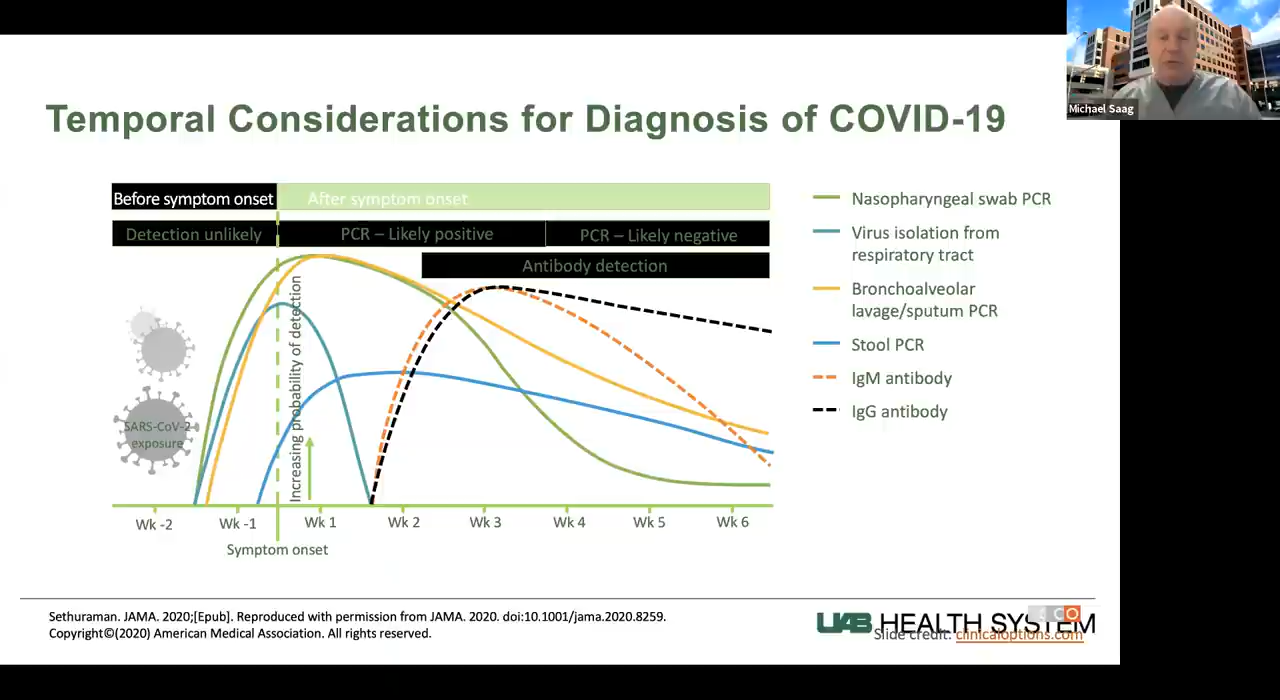 Michael Saag
Temporal Considerations for Diagnosis of COVID-19
Before symptom onset
After symptom onset
Detection unlikely
PCR – Likely positive
PCR – Likely negative
Antibody detection
Increasing probability of detection
SARS-CoV-2
exposure
Wk -2
Wk -1
Wk 1
Wk 2
Wk 3
Wk 4
Wk 5
Wk 6
Symptom onset
Nasopharyngeal swab PCR
Virus isolation from
respiratory tract
Bronchoalveolar
lavage/sputum PCR
Stool PCR
IgM antibody
IgG antibody
Sethuraman. JAMA. 2020;[Epub]. Reproduced with permission from JAMA. 2020. doi:10.1001/jama.2020.8259.
Copyright©(2020) American Medical Association. All rights reserved.
UAB HEALTH SYSTEM
CO
Slide credit: clinicaloptions.com